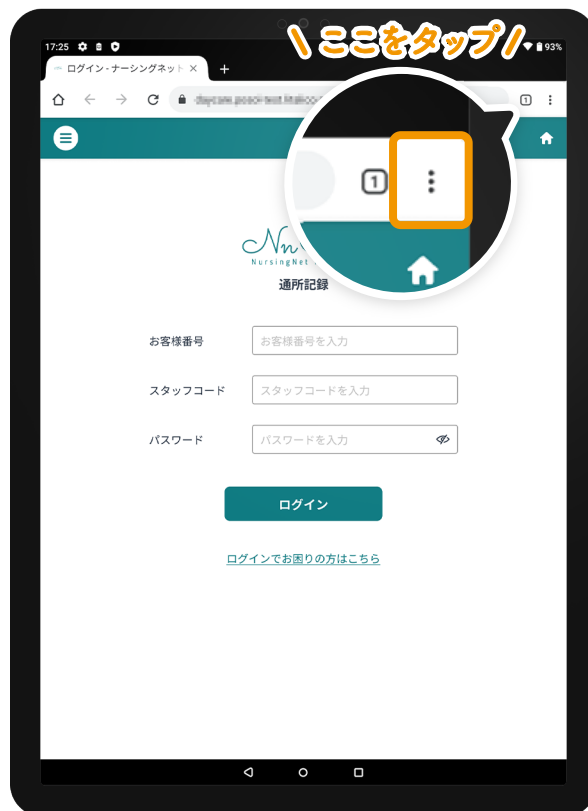 \ ここをタップ /
17:25
93%
ログイン - ナーシングネット
1
1
NursingNet
通所記録
お客様番号
お客様番号を入力
スタッフコード
スタッフコードを入力
パスワード
パスワードを入力
ログイン
ログインでお困りの方はこちら